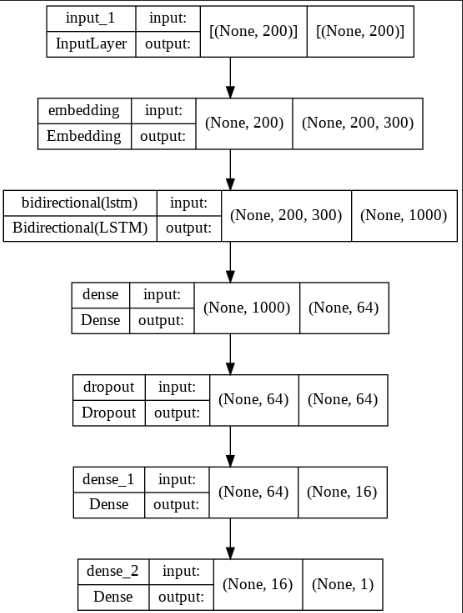 input_1 input: [(None, 200)] [(None, 200)]
InputLayer output:
embedding input: (None, 200) (None, 200, 300)
Embedding output:
bidirectional(lstm) input: (None, 200, 300) (None, 1000)
Bidirectional(LSTM) output:
dense input: (None, 1000) (None, 64)
Dense output:
dropout input: (None, 64) (None, 64)
Dropout output:
dense_1 input: (None, 64) (None, 16)
Dense output:
dense_2 input: (None, 16) (None, 1)
Dense output: